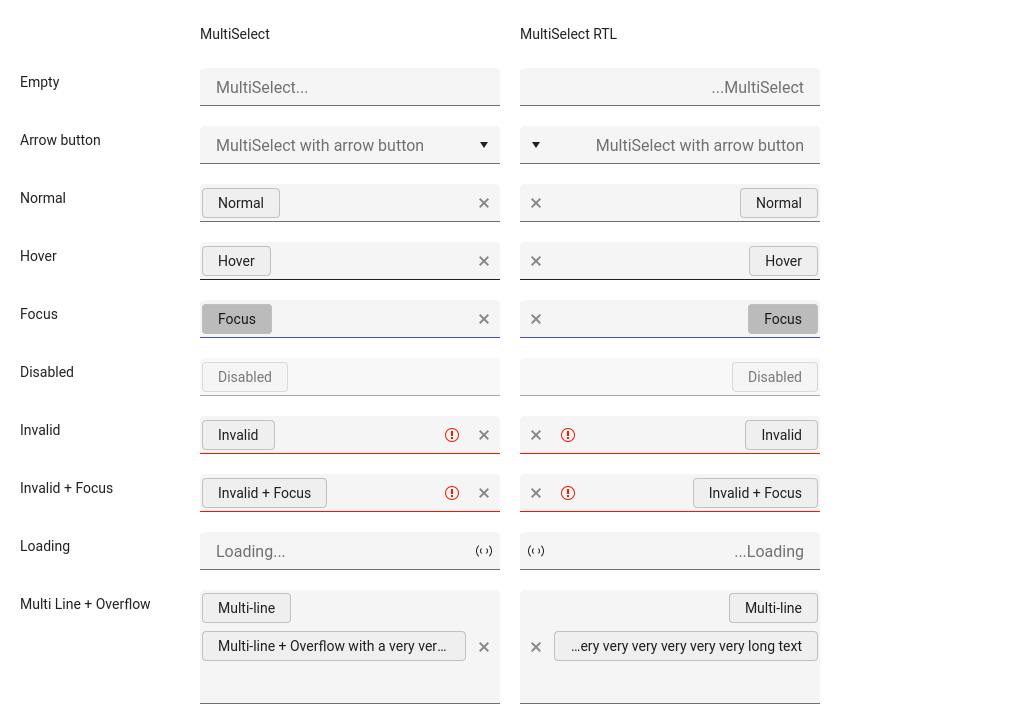 MultiSelect MultiSelect RTL
Empty MultiSelect... ...MultiSelect
Arrow button MultiSelect with arrow button MultiSelect with arrow button
Normal Normal Normal
Hover Hover Hover
Focus Focus Focus
Disabled Disabled Disabled
Invalid Invalid Invalid
Invalid + Focus Invalid + Focus Invalid + Focus
Loading Loading... ...Loading
Multi Line + Overflow Multi-line Multi-line
Multi-line + Overflow with a very ver... ...ery very very very very very long text